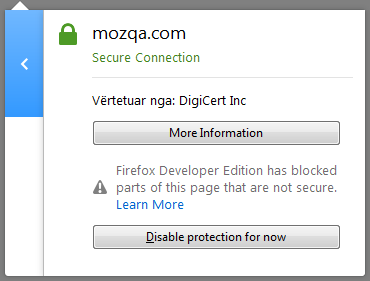 mozqa.com
Secure Connection
Vërtetuar nga: DigiCert Inc
More Information
Firefox Developer Edition has blocked
parts of this page that are not secure.
Learn More
Disable protection for now